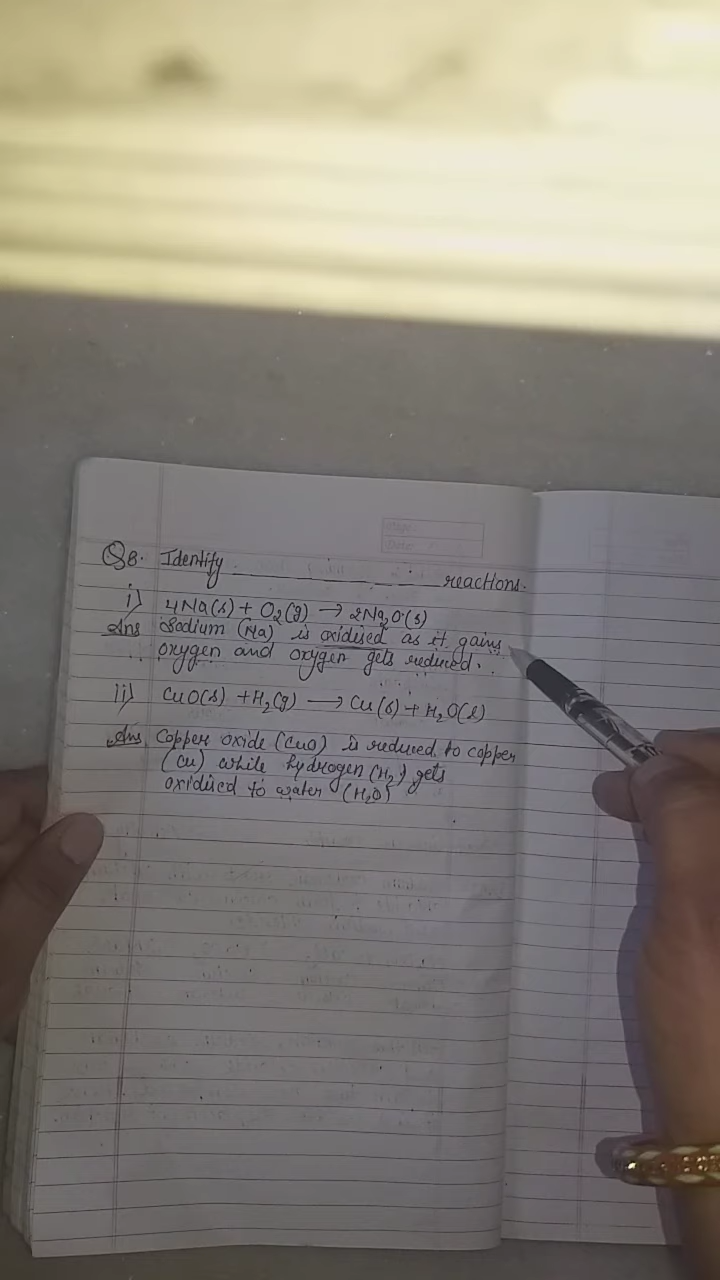 Q8. Identify ______________ reactions.
i) 4Na(s) + O₂(g) → 2Na₂O(s)
Ans Sodium (Na) is oxidised as it gains
oxygen and oxygen gets reduced.
ii) CuO(s) + H₂(g) → Cu(s) + H₂O(l)
Ans Copper oxide (CuO) is reduced to copper
(Cu) while hydrogen (H₂) gets
oxidised to water (H₂O)